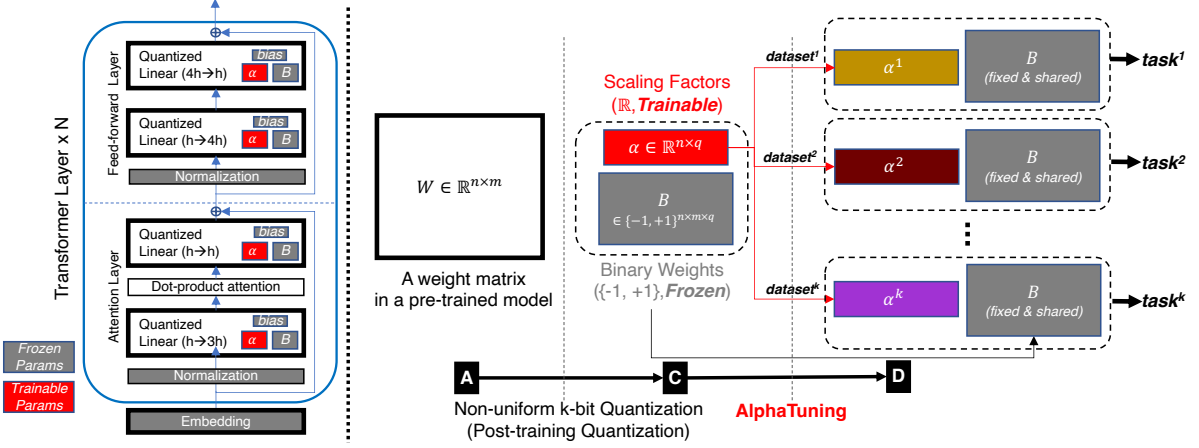 Transformer Layer x N
Feed-forward Layer
Attention Layer
Quantized
Linear (4h→h)
bias
α
B
Quantized
Linear (h→4h)
bias
α
B
Normalization
Quantized
Linear (h→h)
bias
α
B
Dot-product attention
Quantized
Linear (h→3h)
bias
α
B
Normalization
Embedding
Frozen
Params
Trainable
Params
W ∈ ℝⁿˣᵐ
A weight matrix
in a pre-trained model
Scaling Factors
(ℝ, Trainable)
α ∈ ℝⁿˣ𐞥
B
∈ {−1, +1}ⁿˣᵐˣ𐞥
Binary Weights
({-1, +1}, Frozen)
dataset¹
α¹
B
(fixed & shared)
task¹
dataset²
α²
B
(fixed & shared)
task²
...
datasetᵏ
αᵏ
B
(fixed & shared)
taskᵏ
A
C
D
Non-uniform k-bit Quantization
(Post-training Quantization)
AlphaTuning